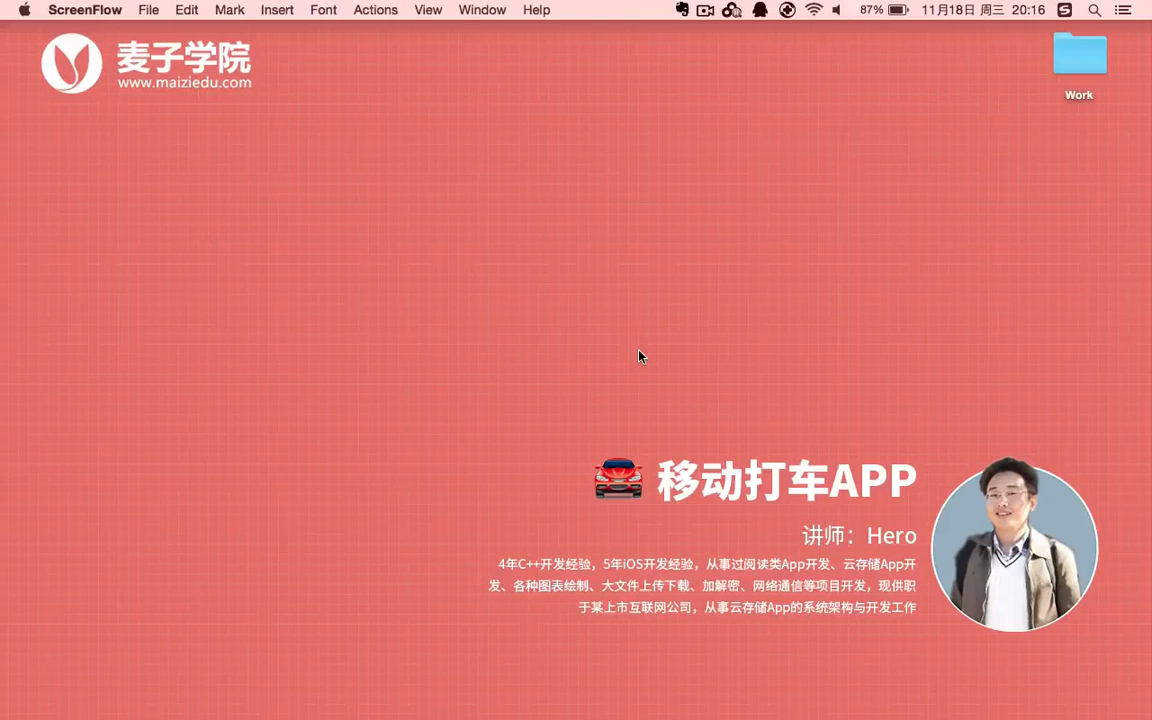 ScreenFlow File Edit Mark Insert Font Actions View Window Help 87% 11月18日 周三 20:16
麦子学院
www.maiziedu.com
Work
移动打车APP
讲师：Hero
4年C++开发经验，5年iOS开发经验，从事过阅读类App开发、云存储App开
发、各种图表绘制、大文件上传下载、加解密、网络通信等项目开发，现供职
于某上市互联网公司，从事云存储App的系统架构与开发工作